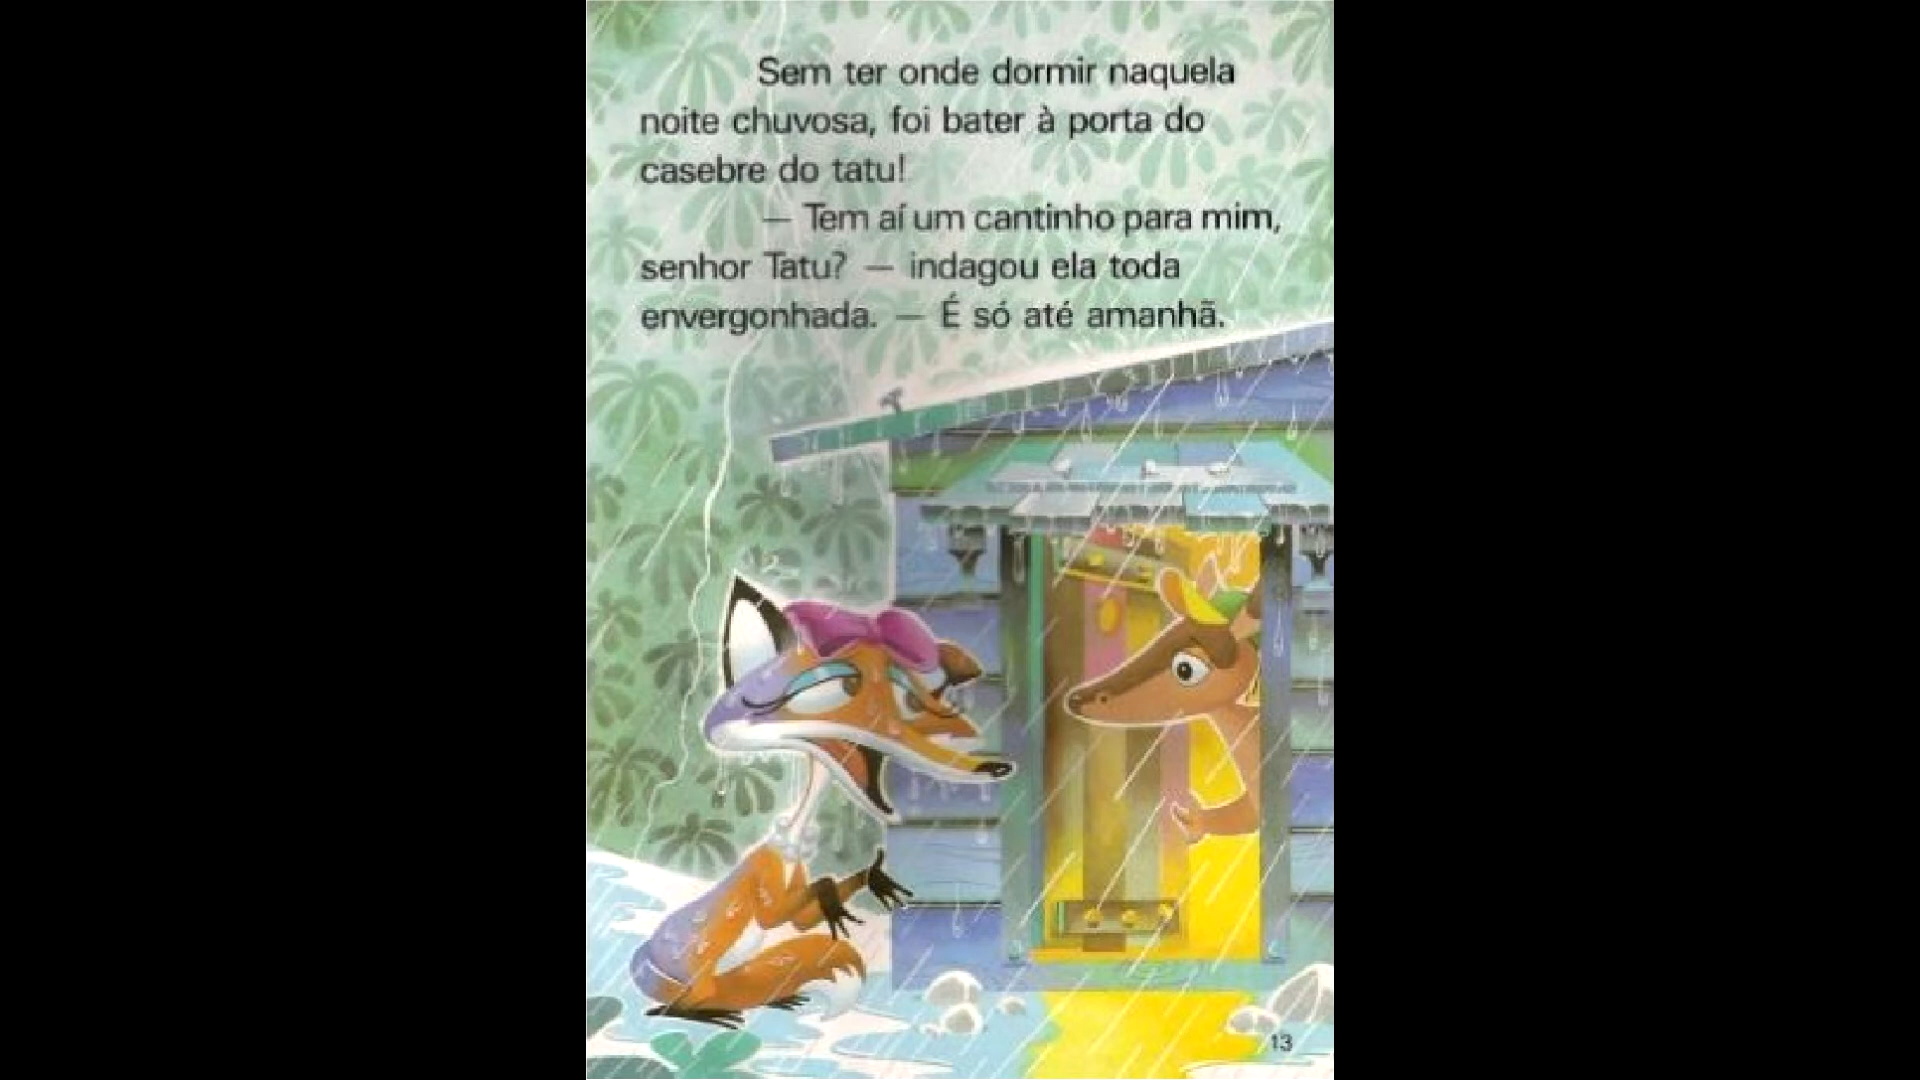 Sem ter onde dormir naquela
noite chuvosa, foi bater à porta do
casebre do tatu!
— Tem aí um cantinho para mim,
senhor Tatu? — indagou ela toda
envergonhada. — É só até amanhã.
13